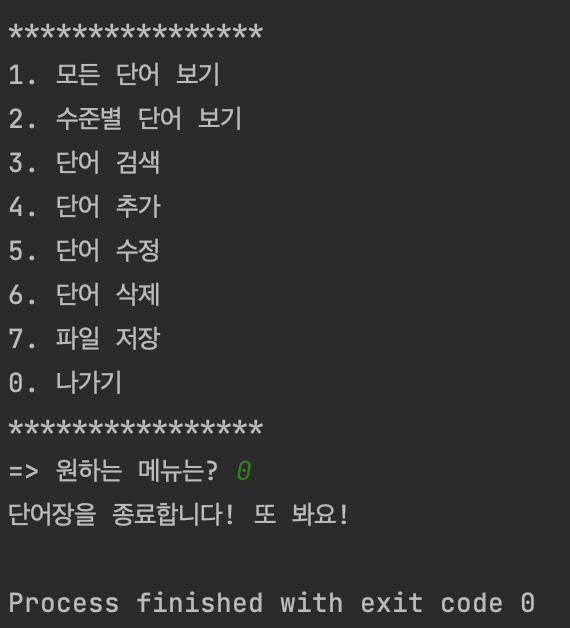 ****************
1. 모든 단어 보기
2. 수준별 단어 보기
3. 단어 검색
4. 단어 추가
5. 단어 수정
6. 단어 삭제
7. 파일 저장
0. 나가기
****************
=> 원하는 메뉴는? 0
단어장을 종료합니다! 또 봐요!
Process finished with exit code 0